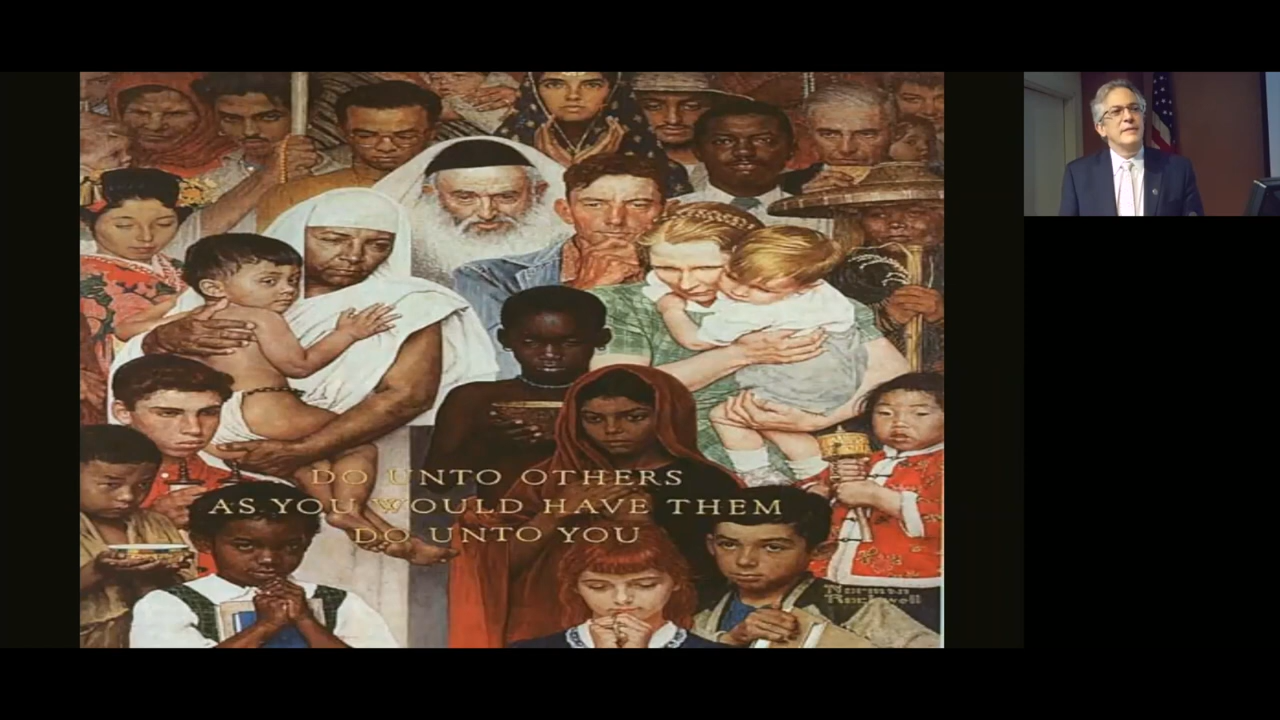 DO UNTO OTHERS
AS YOU WOULD HAVE THEM
DO UNTO YOU
Norman
Rockwell